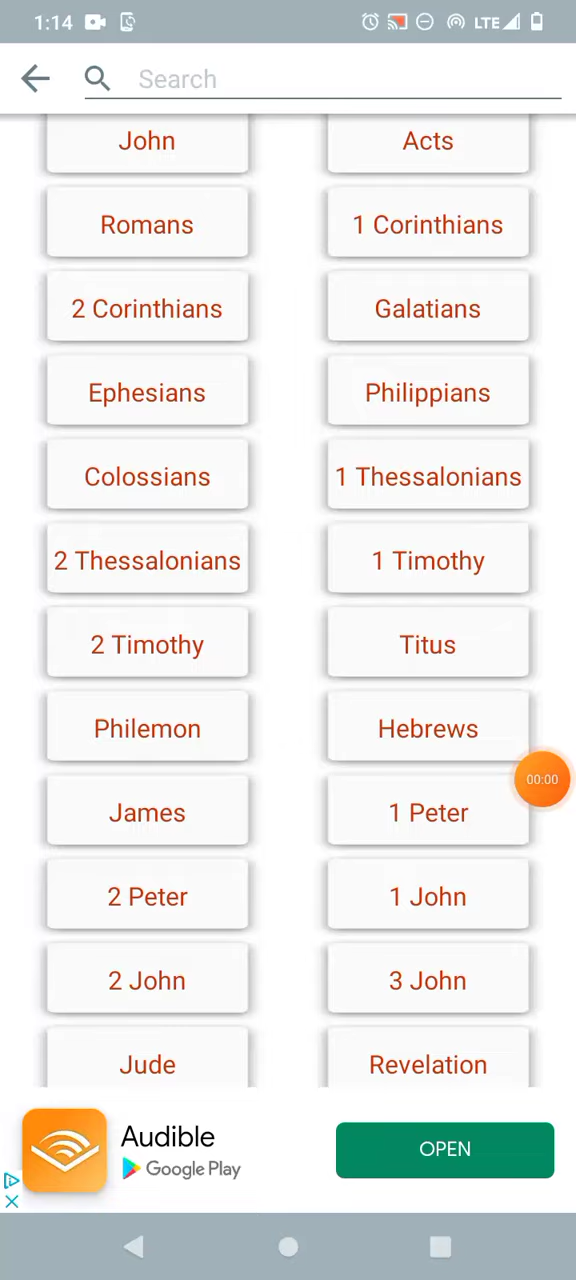 1:14 LTE
Search
John Acts
Romans 1 Corinthians
2 Corinthians Galatians
Ephesians Philippians
Colossians 1 Thessalonians
2 Thessalonians 1 Timothy
2 Timothy Titus
Philemon Hebrews
00:00
James 1 Peter
2 Peter 1 John
2 John 3 John
Jude Revelation
Audible
OPEN
Google Play